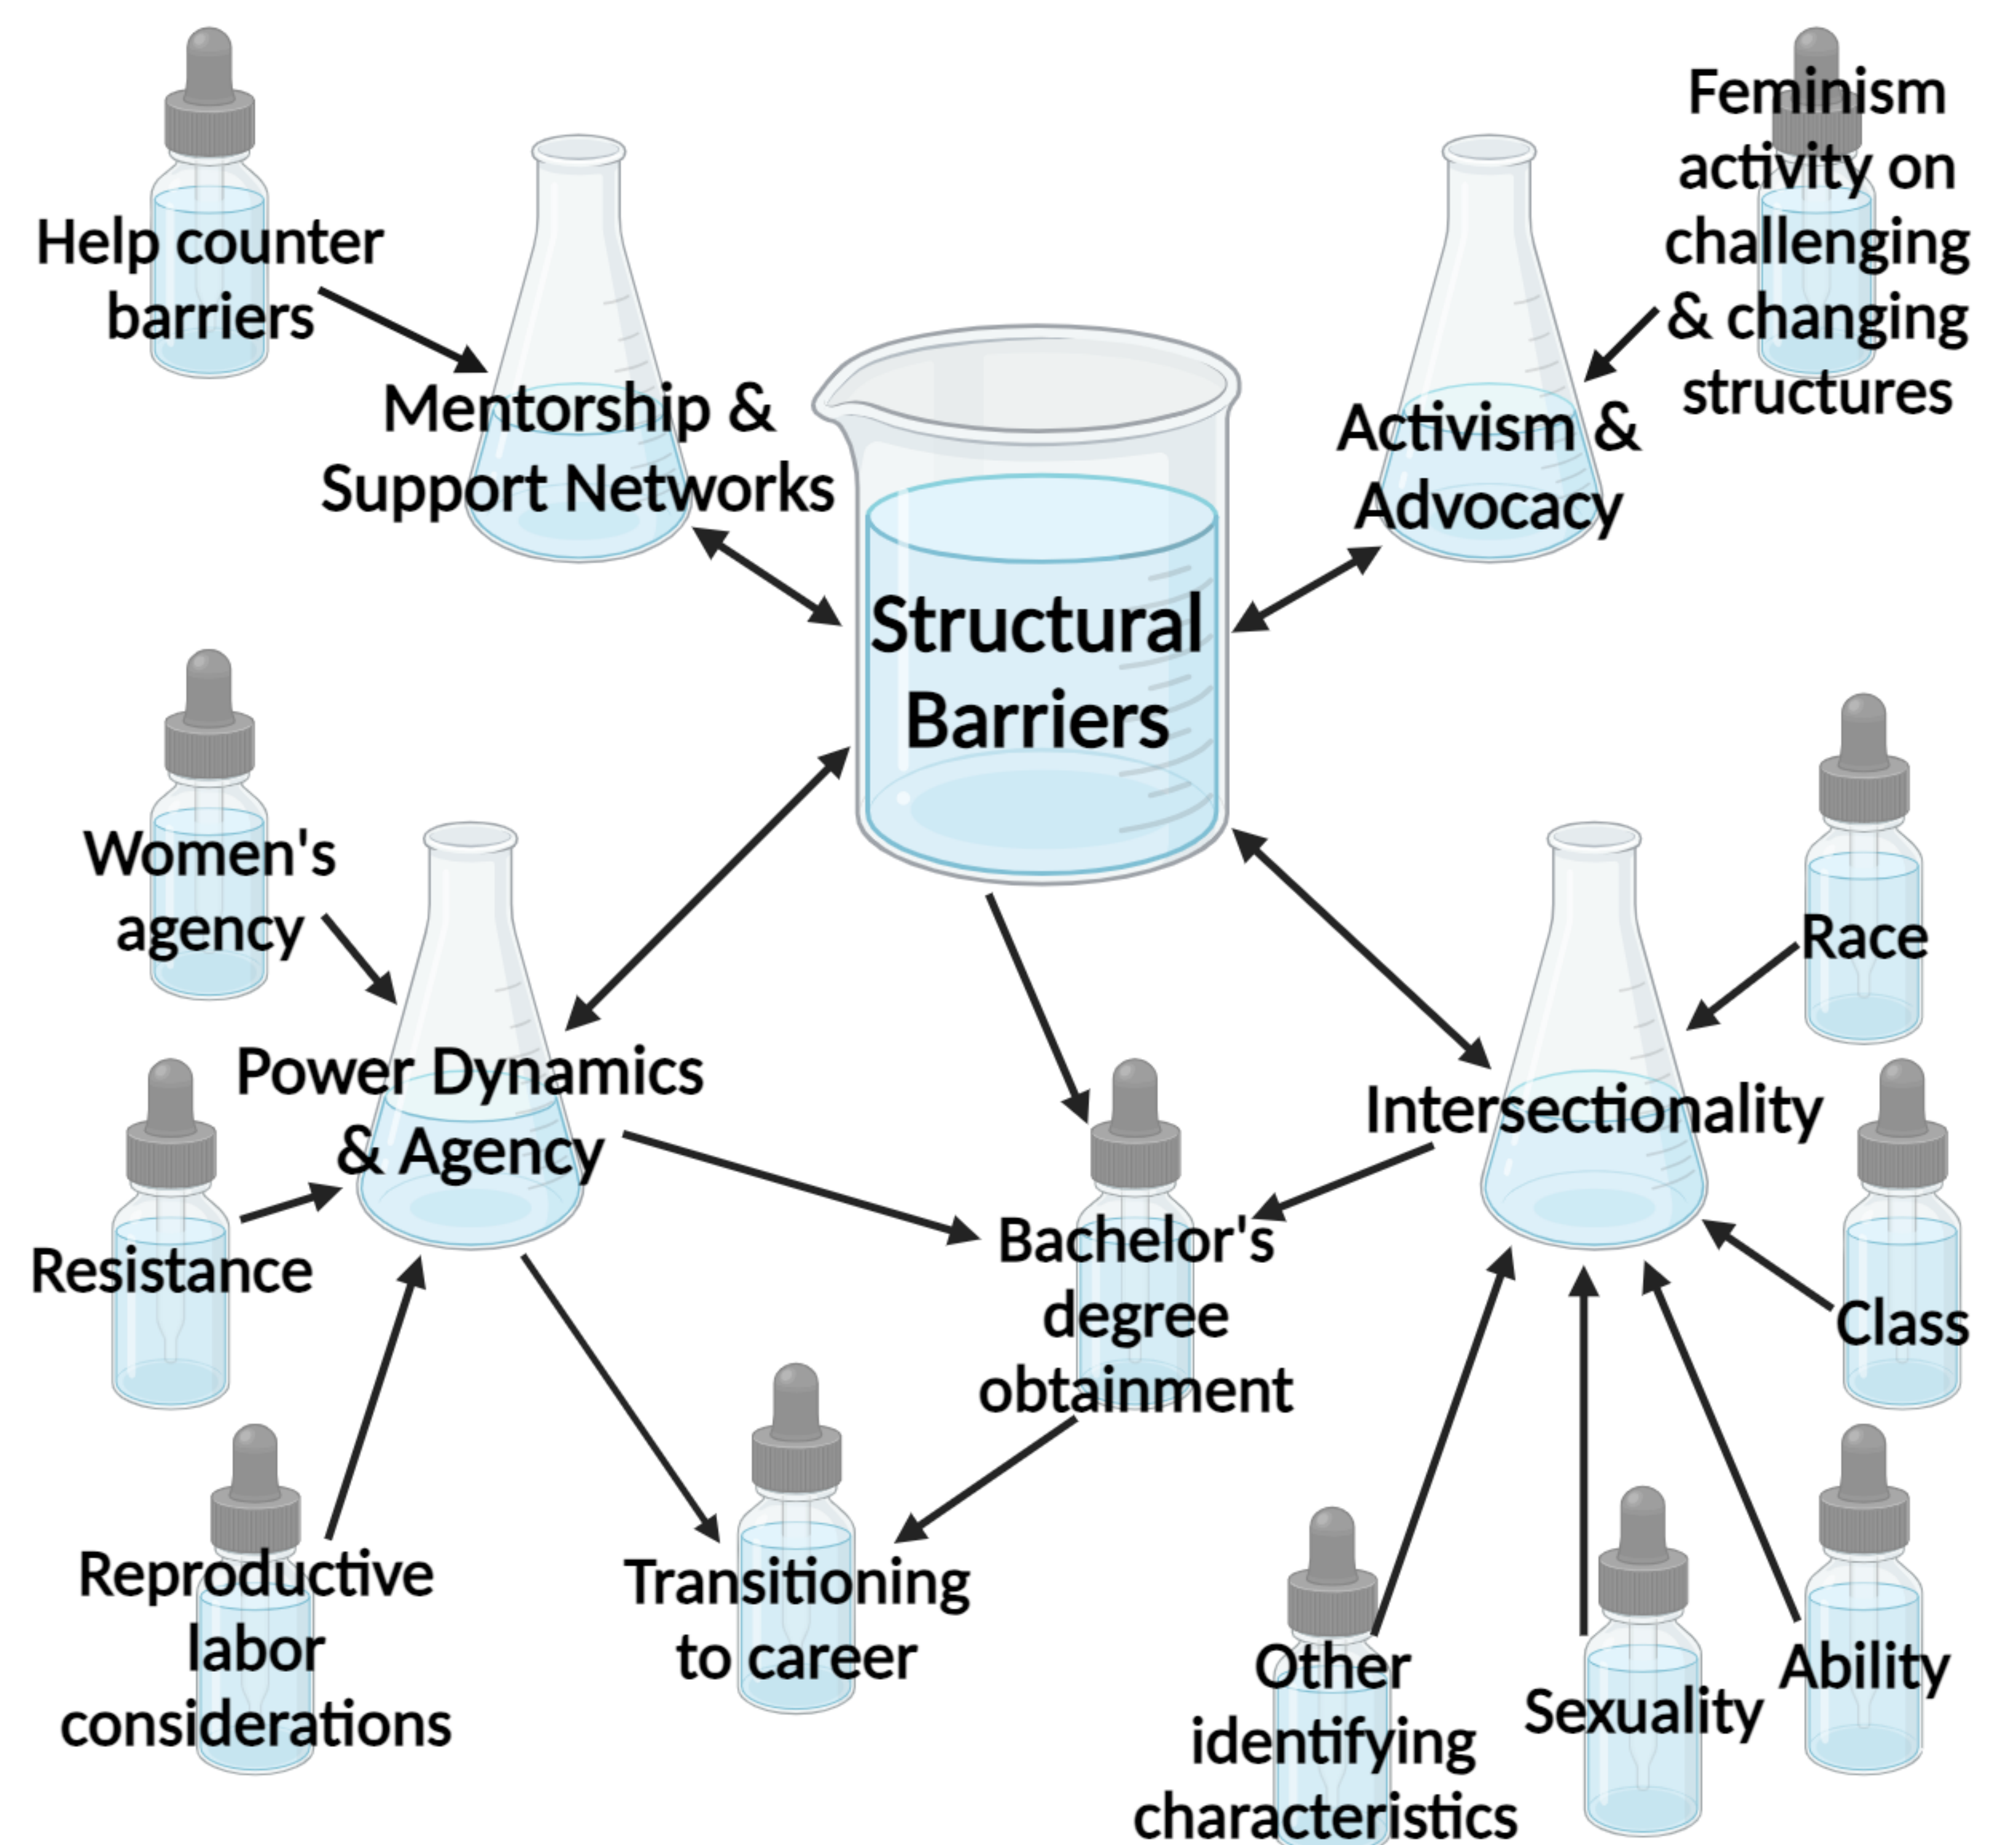 Help counter
barriers
Mentorship &
Support Networks
Feminism
activity on
challenging
& changing
structures
Activism &
Advocacy
Structural
Barriers
Women's
agency
Power Dynamics
& Agency
Resistance
Reproductive
labor
considerations
Transitioning
to career
Bachelor's
degree
obtainment
Intersectionality
Race
Class
Ability
Sexuality
Other
identifying
characteristics